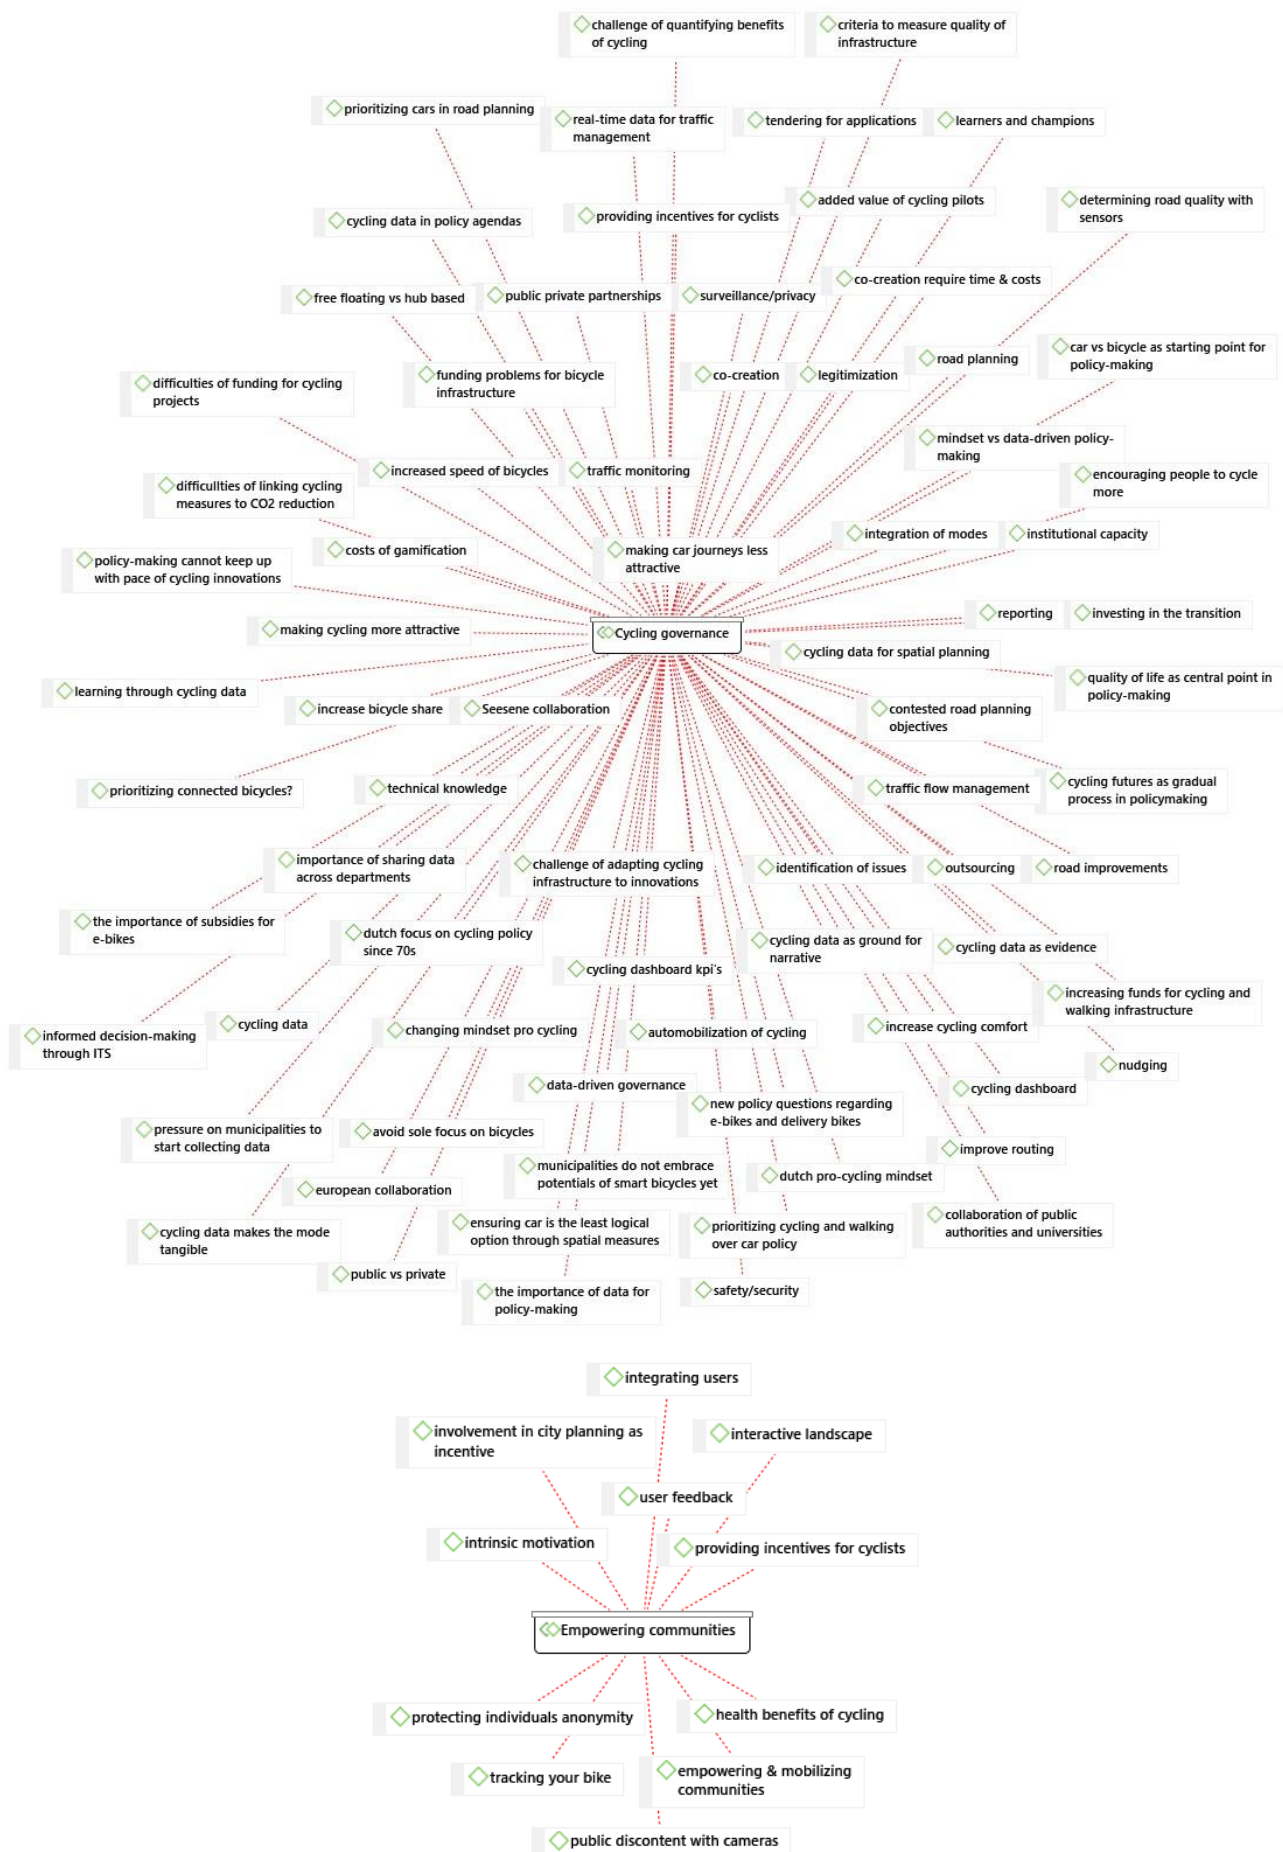 challenge of quantifying benefits
of cycling
criteria to measure quality of
infrastructure
prioritizing cars in road planning
real-time data for traffic
management
tendering for applications
learners and champions
cycling data in policy agendas
providing incentives for cyclists
added value of cycling pilots
determining road quality with
sensors
free floating vs hub based
public private partnerships
surveillance/privacy
co-creation require time & costs
difficulties of funding for cycling
projects
funding problems for bicycle
infrastructure
co-creation
legitimization
road planning
car vs bicycle as starting point for
policy-making
increased speed of bicycles
traffic monitoring
mindset vs data-driven policy-
making
encouraging people to cycle
more
difficullties of linking cycling
measures to CO2 reduction
costs of gamification
making car journeys less
attractive
integration of modes
institutional capacity
policy-making cannot keep up
with pace of cycling innovations
making cycling more attractive
Cycling governance
reporting
investing in the transition
cycling data for spatial planning
quality of life as central point in
policy-making
learning through cycling data
increase bicycle share
Seesene collaboration
contested road planning
objectives
prioritizing connected bicycles?
technical knowledge
traffic flow management
cycling futures as gradual
process in policymaking
importance of sharing data
across departments
challenge of adapting cycling
infrastructure to innovations
identification of issues
outsourcing
road improvements
the importance of subsidies for
e-bikes
dutch focus on cycling policy
since 70s
cycling data as ground for
narrative
cycling data as evidence
cycling dashboard kpi's
increasing funds for cycling and
walking infrastructure
informed decision-making
through ITS
cycling data
changing mindset pro cycling
automobilization of cycling
increase cycling comfort
nudging
data-driven governance
new policy questions regarding
e-bikes and delivery bikes
cycling dashboard
pressure on municipalities to
start collecting data
avoid sole focus on bicycles
improve routing
european collaboration
municipalities do not embrace
potentials of smart bicycles yet
dutch pro-cycling mindset
cycling data makes the mode
tangible
ensuring car is the least logical
option through spatial measures
prioritizing cycling and walking
over car policy
collaboration of public
authorities and universities
public vs private
the importance of data for
policy-making
safety/security
integrating users
involvement in city planning as
incentive
interactive landscape
user feedback
intrinsic motivation
providing incentives for cyclists
Empowering communities
protecting individuals anonymity
health benefits of cycling
tracking your bike
empowering & mobilizing
communities
public discontent with cameras